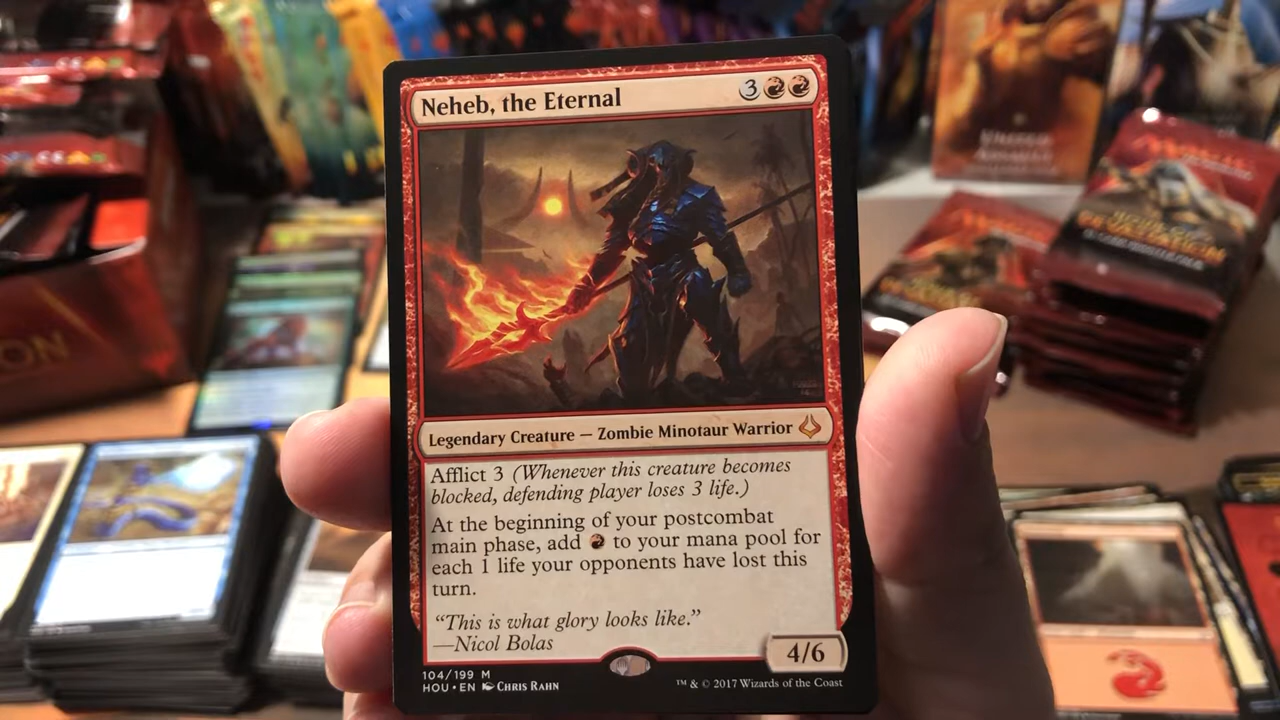 Neheb, the Eternal
3
Legendary Creature — Zombie Minotaur Warrior
Afflict 3 (Whenever this creature becomes
blocked, defending player loses 3 life.)
At the beginning of your postcombat
main phase, add to your mana pool for
each 1 life your opponents have lost this
turn.
“This is what glory looks like.”
—Nicol Bolas
4/6
104/199 M
HOU • EN Chris Rahn
™ & © 2017 Wizards of the Coast
ON